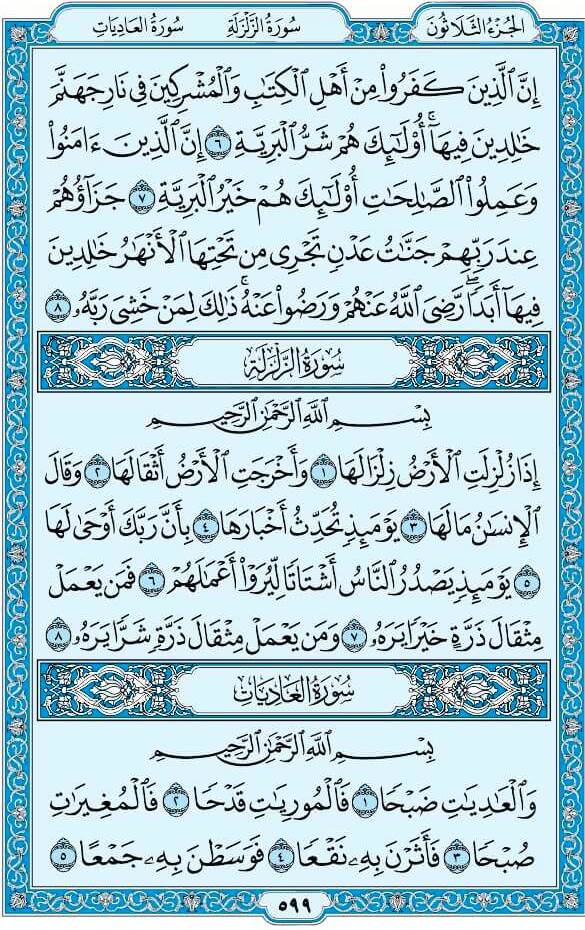 الجُزْءُ الثَّلَاثُونَ سُورَةُ الزَّلْزَلَةِ سُورَةُ العَادِيَاتِ
إِنَّ ٱلَّذِينَ كَفَرُوا۟ مِنْ أَهْلِ ٱلْكِتَٰبِ وَٱلْمُشْرِكِينَ فِى نَارِ جَهَنَّمَ
خَٰلِدِينَ فِيهَآ ۚ أُو۟لَٰٓئِكَ هُمْ شَرُّ ٱلْبَرِيَّةِ ٦ إِنَّ ٱلَّذِينَ ءَامَنُوا۟
وَعَمِلُوا۟ ٱلصَّٰلِحَٰتِ أُو۟لَٰٓئِكَ هُمْ خَيْرُ ٱلْبَرِيَّةِ ٧ جَزَآؤُهُمْ
عِندَ رَبِّهِمْ جَنَّٰتُ عَدْنٍ تَجْرِى مِن تَحْتِهَا ٱلْأَنْهَٰرُ خَٰلِدِينَ
فِيهَآ أَبَدًا ۖ رَّضِىَ ٱللَّهُ عَنْهُمْ وَرَضُوا۟ عَنْهُ ۚ ذَٰلِكَ لِمَنْ خَشِىَ رَبَّهُۥ ٨
سُورَةُ الزَّلْزَلَةِ
بِسْمِ ٱللَّهِ ٱلرَّحْمَٰنِ ٱلرَّحِيمِ
إِذَا زُلْزِلَتِ ٱلْأَرْضُ زِلْزَالَهَا ١ وَأَخْرَجَتِ ٱلْأَرْضُ أَثْقَالَهَا ٢ وَقَالَ
ٱلْإِنسَٰنُ مَا لَهَا ٣ يَوْمَئِذٍ تُحَدِّثُ أَخْبَارَهَا ٤ بِأَنَّ رَبَّكَ أَوْحَىٰ لَهَا
٥ يَوْمَئِذٍ يَصْدُرُ ٱلنَّاسُ أَشْتَاتًا لِّيُرَوْا۟ أَعْمَٰلَهُمْ ٦ فَمَن يَعْمَلْ
مِثْقَالَ ذَرَّةٍ خَيْرًا يَرَهُۥ ٧ وَمَن يَعْمَلْ مِثْقَالَ ذَرَّةٍ شَرًّا يَرَهُۥ ٨
سُورَةُ العَادِيَاتِ
بِسْمِ ٱللَّهِ ٱلرَّحْمَٰنِ ٱلرَّحِيمِ
وَٱلْعَٰدِيَٰتِ ضَبْحًا ١ فَٱلْمُورِيَٰتِ قَدْحًا ٢ فَٱلْمُغِيرَٰتِ
صُبْحًا ٣ فَأَثَرْنَ بِهِۦ نَقْعًا ٤ فَوَسَطْنَ بِهِۦ جَمْعًا ٥
٥٩٩